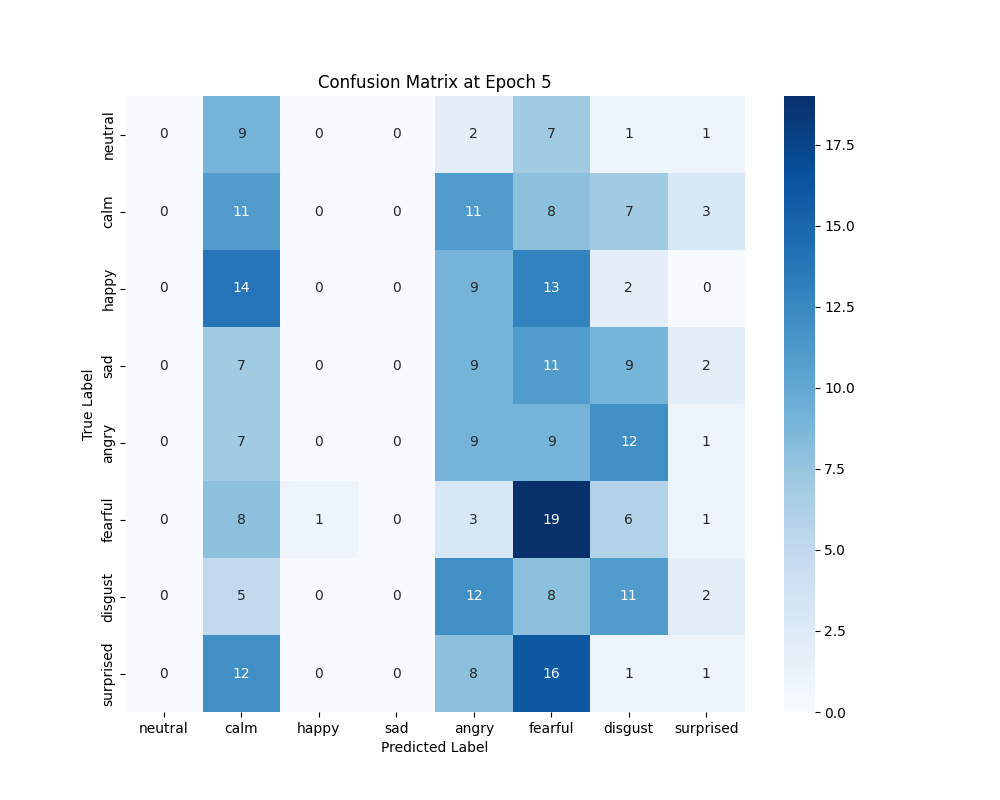 Confusion Matrix at Epoch 5
True Label
neutral 0 9 0 0 2 7 1 1
calm 0 11 0 0 11 8 7 3
happy 0 14 0 0 9 13 2 0
sad 0 7 0 0 9 11 9 2
angry 0 7 0 0 9 9 12 1
fearful 0 8 1 0 3 19 6 1
disgust 0 5 0 0 12 8 11 2
surprised 0 12 0 0 8 16 1 1
neutral calm happy sad angry fearful disgust surprised
Predicted Label
17.5
15.0
12.5
10.0
7.5
5.0
2.5
0.0